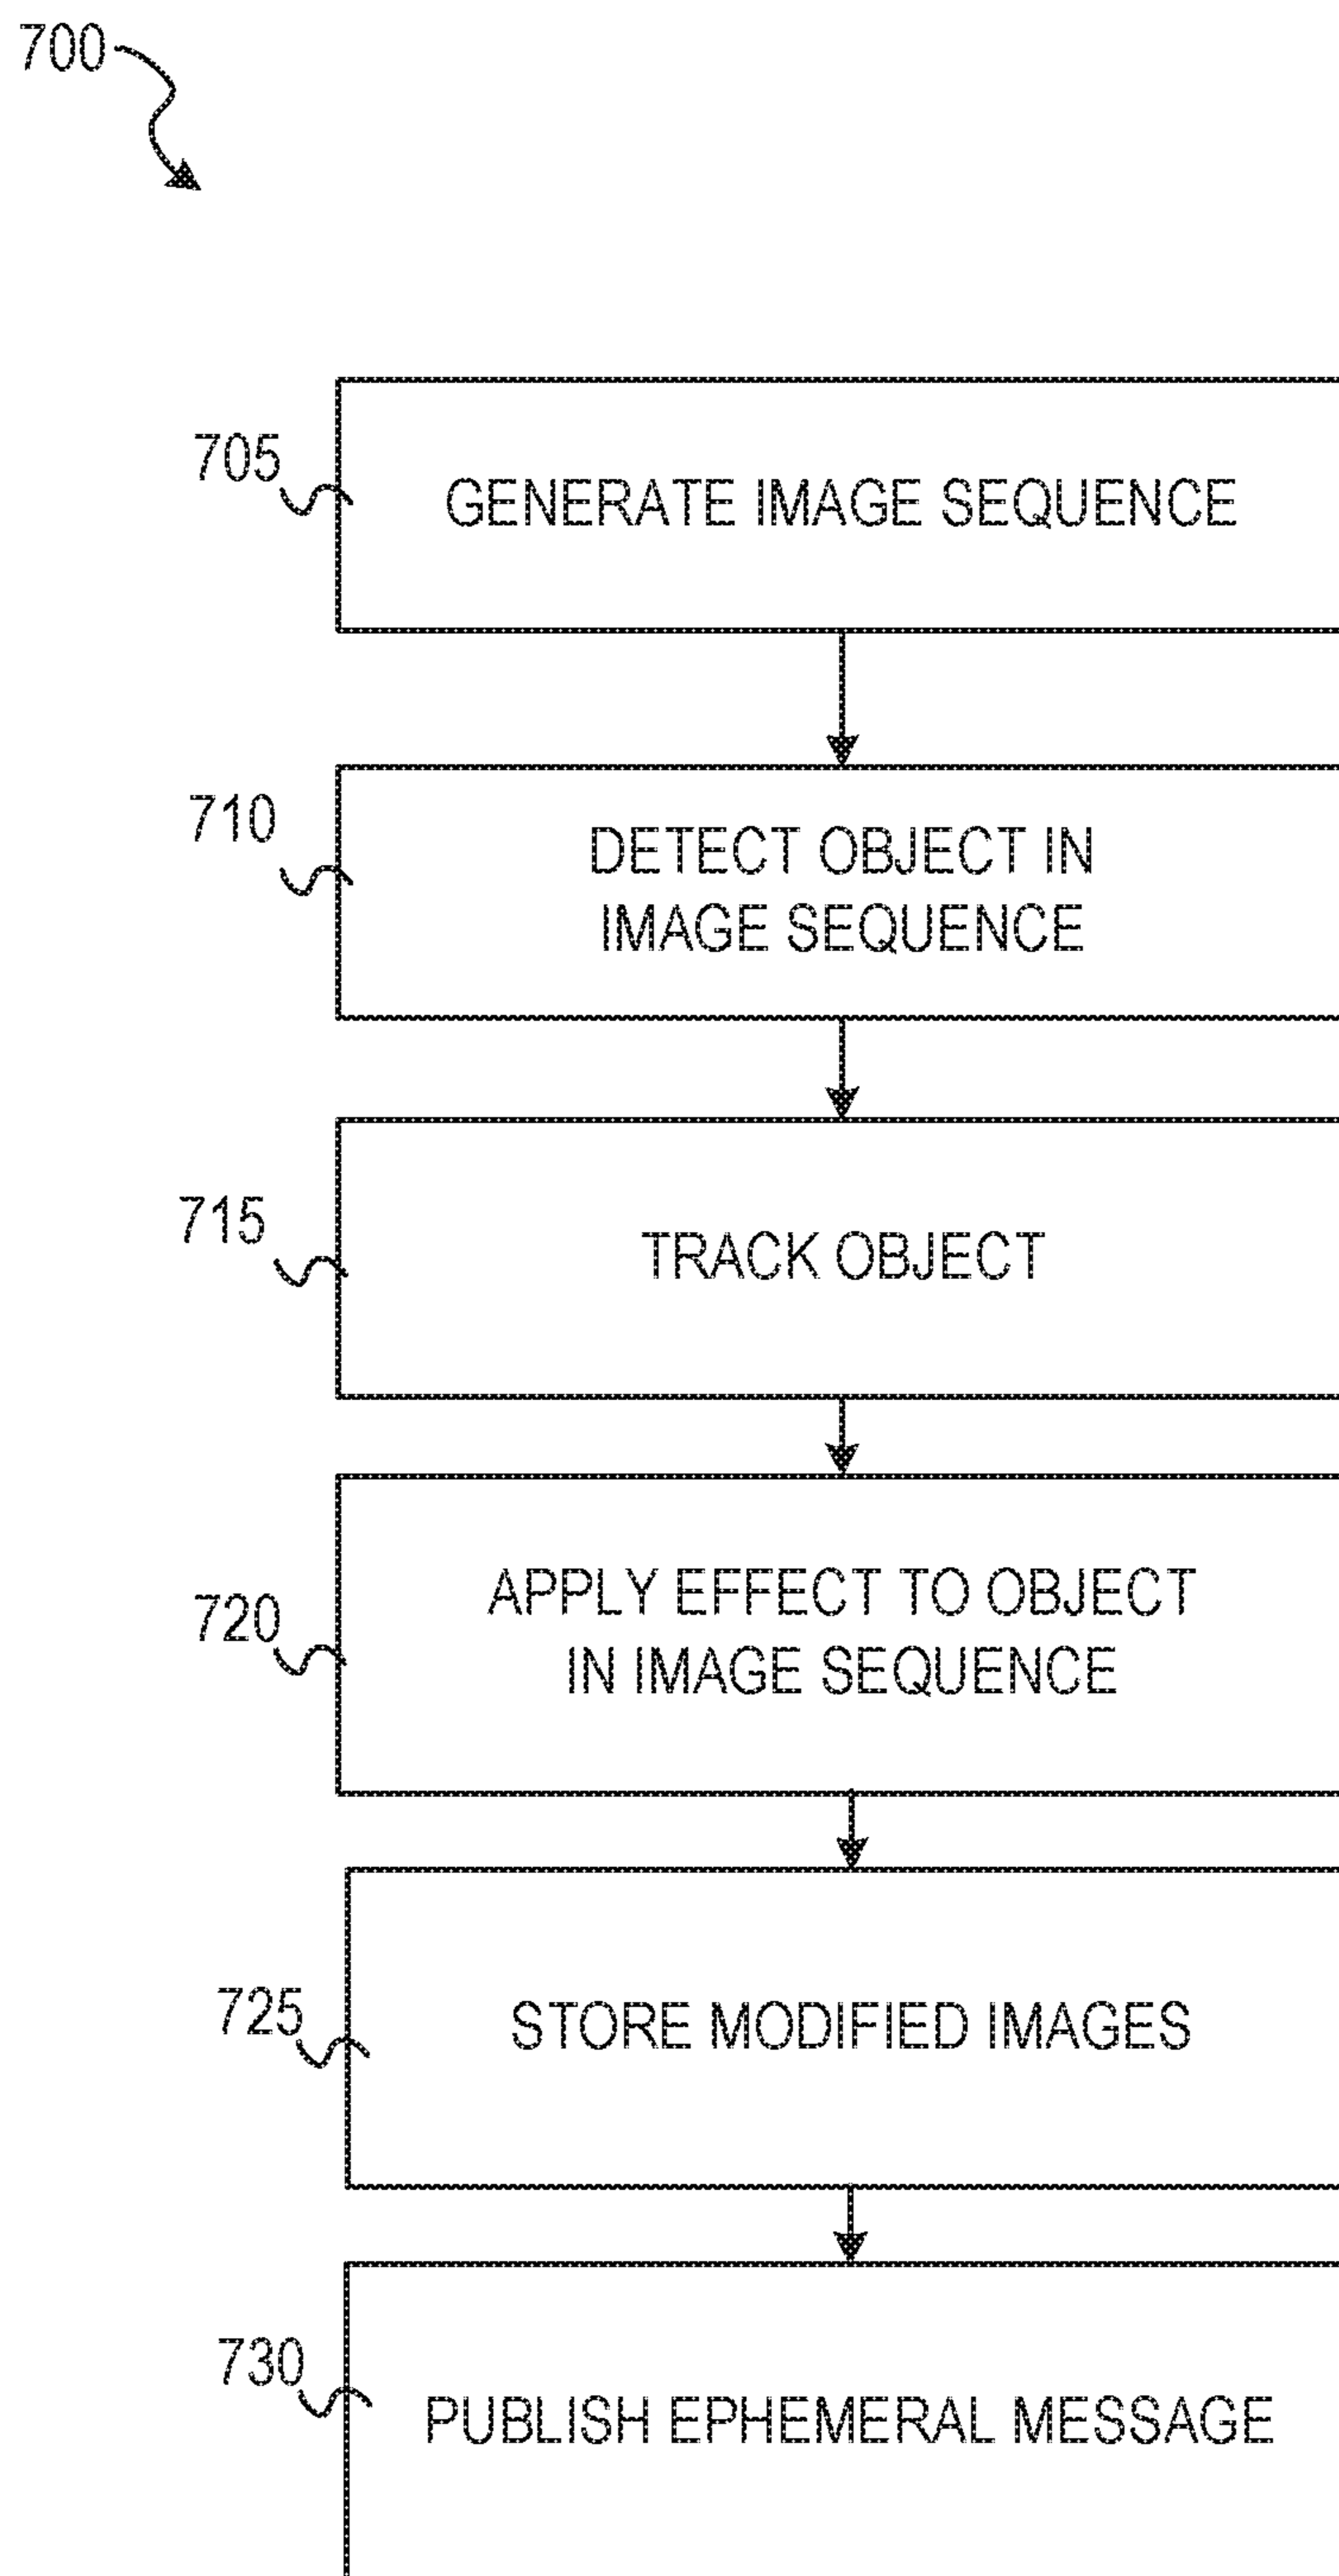 700
705
GENERATE IMAGE SEQUENCE
710
DETECT OBJECT IN
IMAGE SEQUENCE
715
TRACK OBJECT
720
APPLY EFFECT TO OBJECT
IN IMAGE SEQUENCE
725
STORE MODIFIED IMAGES
730
PUBLISH EPHEMERAL MESSAGE